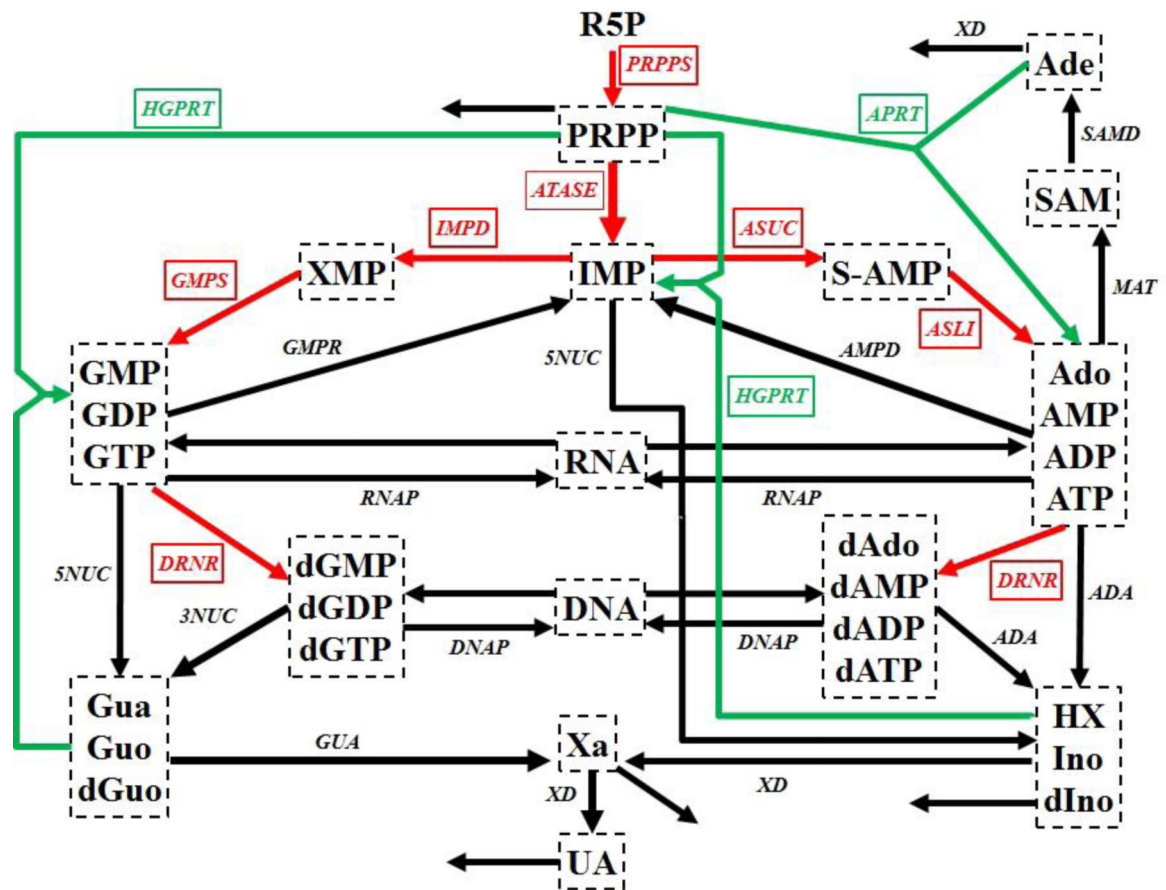 R5P
XD
PRPPS
Ade
HGPRT
APRT
PRPP
SAMD
ATASE
SAM
IMPD
ASUC
XMP
IMP
S-AMP
GMPS
MAT
ASLI
GMPR
5NUC
AMPD
GMP
GDP
GTP
Ado
AMP
ADP
ATP
HGPRT
RNA
RNAP
RNAP
5NUC
DRNR
dGMP
dGDP
dGTP
dAdo
dAMP
dADP
dATP
DRNR
ADA
3NUC
DNA
DNAP
DNAP
ADA
Gua
Guo
dGuo
HX
Ino
dIno
GUA
Xa
XD
XD
UA